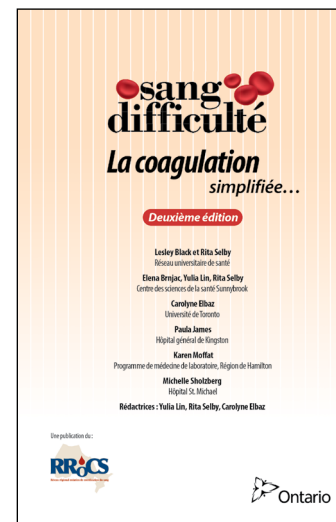 sang
difficulté
La coagulation
simplifiée…
Deuxième édition
Lesley Black et Rita Selby
Réseau universitaire de santé
Elena Brnjac, Yulia Lin, Rita Selby
Centre des sciences de la santé Sunnybrook
Carolyne Elbaz
Université de Toronto
Paula James
Hôpital général de Kingston
Karen Moffat
Programme de médecine de laboratoire, Région de Hamilton
Michelle Sholzberg
Hôpital St. Michael
Rédactrices : Yulia Lin, Rita Selby, Carolyne Elbaz
Une publication du :
RRoCS
Ontario